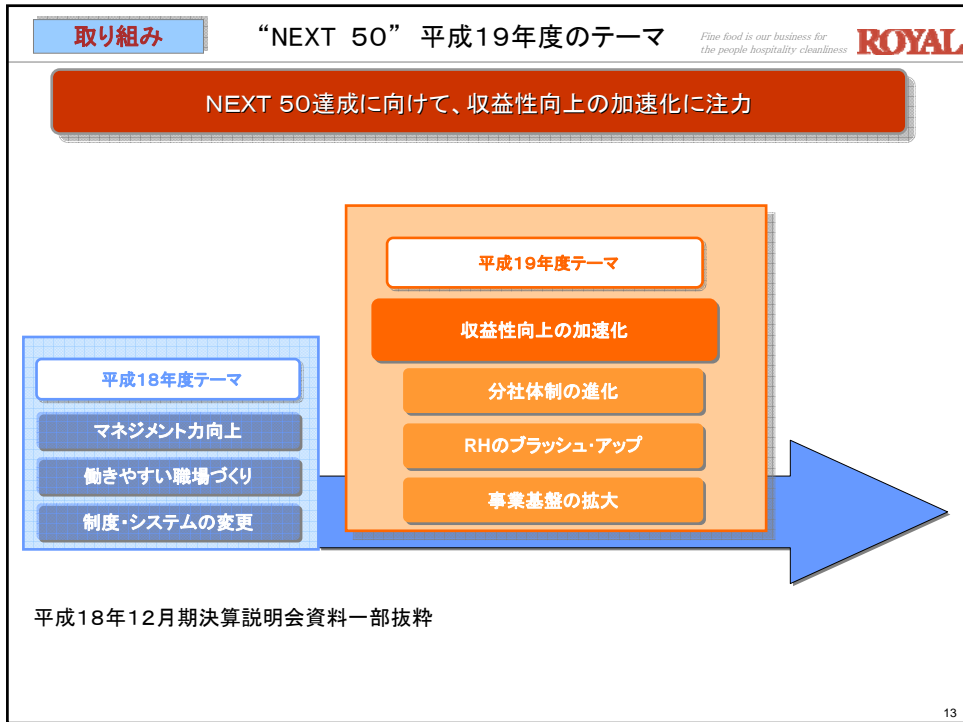 取り組み
“NEXT 50” 平成19年度のテーマ
Fine food is our business for
the people hospitality cleanliness
ROYAL
NEXT 50達成に向けて、収益性向上の加速化に注力
平成19年度テーマ
収益性向上の加速化
分社体制の進化
RHのブラッシュ・アップ
事業基盤の拡大
平成18年度テーマ
マネジメント力向上
働きやすい職場づくり
制度・システムの変更
平成18年12月期決算説明会資料一部抜粋
13